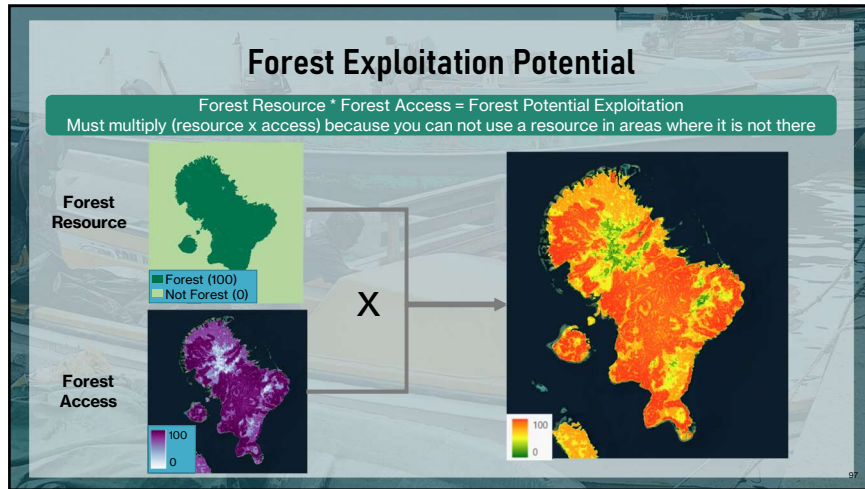 Forest Exploitation Potential
Forest Resource * Forest Access = Forest Potential Exploitation
Must multiply (resource x access) because you can not use a resource in areas where it is not there
Forest
Resource
Forest (100)
Not Forest (0)
X
Forest
Access
100
0
100
0
97